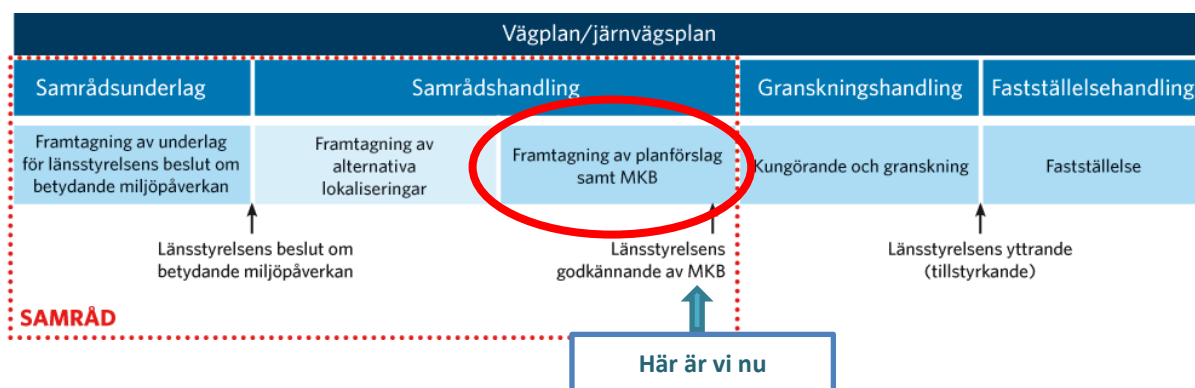 Vägplan/järnvägsplan
Samrådsunderlag
Samrådshandling
Granskningshandling
Fastställelsehandling
Framtagning av underlag
för länsstyrelsens beslut om
betydande miljöpåverkan
Framtagning av
alternativa
lokaliseringar
Framtagning av planförslag
samt MKB
Kungörande och granskning
Fastställelse
Länsstyrelsens beslut om
betydande miljöpåverkan
Länsstyrelsens
godkännande av MKB
Länsstyrelsens yttrande
(tillstyrkande)
SAMRÅD
Här är vi nu